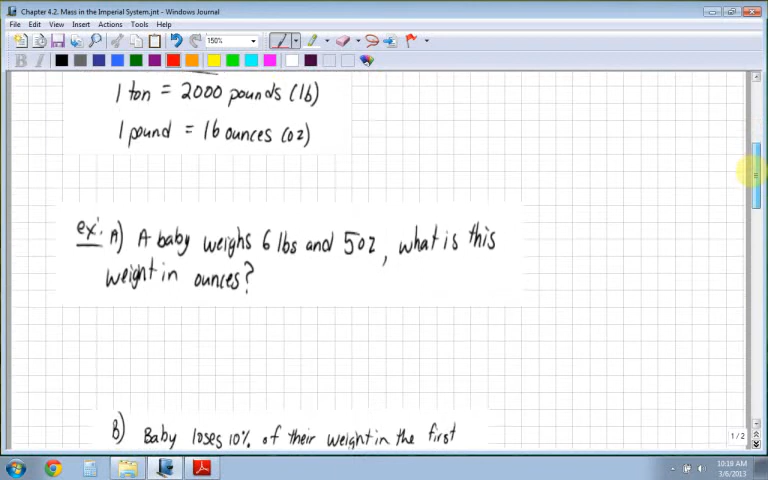 Chapter 4.2. Mass in the Imperial System.jnt - Windows Journal
File Edit View Insert Actions Tools Help
150%
B I
1 ton = 2000 pounds (lb)
1 pound = 16 ounces (oz)
ex: A) A baby weighs 6 lbs and 5oz, what is this
weight in ounces?
B) Baby loses 10% of their weight in the first
1/2
10:18 AM
3/6/2013